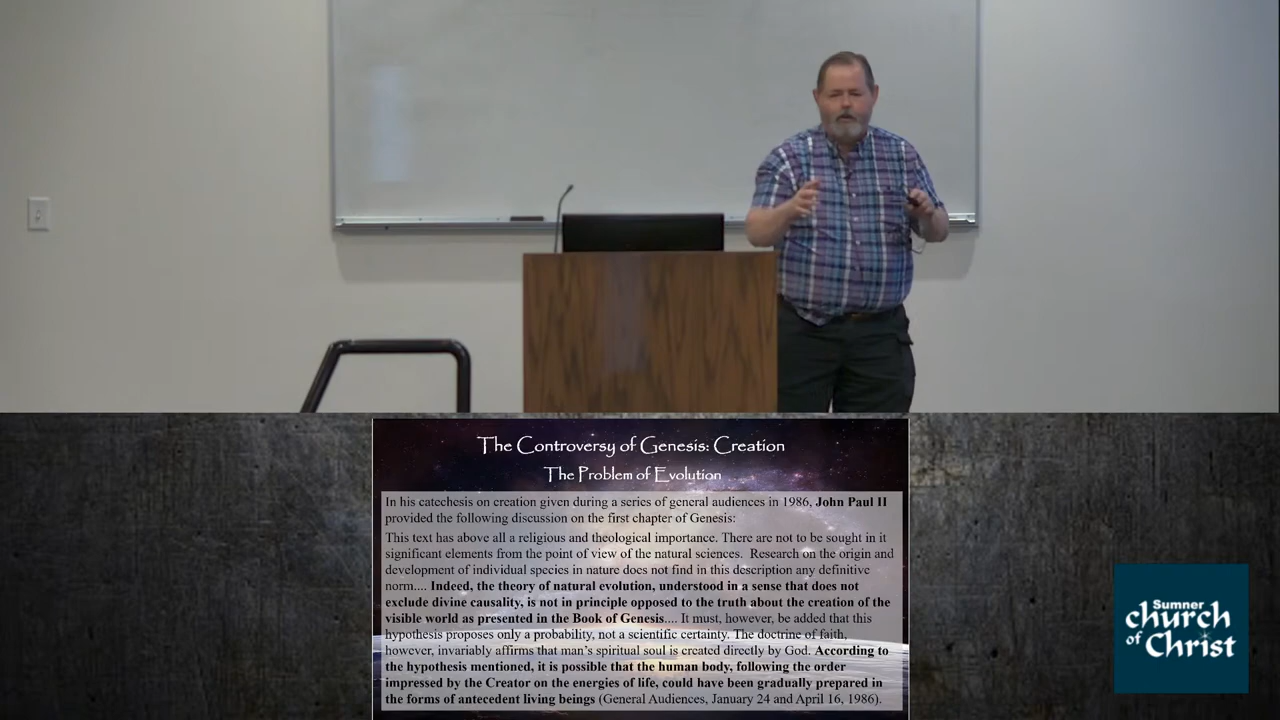 The Controversy of Genesis: Creation
The Problem of Evolution
In his catechesis on creation given during a series of general audiences in 1986, John Paul II
provided the following discussion on the first chapter of Genesis:
This text has above all a religious and theological importance. There are not to be sought in it
significant elements from the point of view of the natural sciences. Research on the origin and
development of individual species in nature does not find in this description any definitive
norm.... Indeed, the theory of natural evolution, understood in a sense that does not
exclude divine causality, is not in principle opposed to the truth about the creation of the
visible world as presented in the Book of Genesis.... It must, however, be added that this
hypothesis proposes only a probability, not a scientific certainty. The doctrine of faith,
however, invariably affirms that man's spiritual soul is created directly by God. According to
the hypothesis mentioned, it is possible that the human body, following the order
impressed by the Creator on the energies of life, could have been gradually prepared in
the forms of antecedent living beings (General Audiences, January 24 and April 16, 1986).
Sumner
church
of Christ